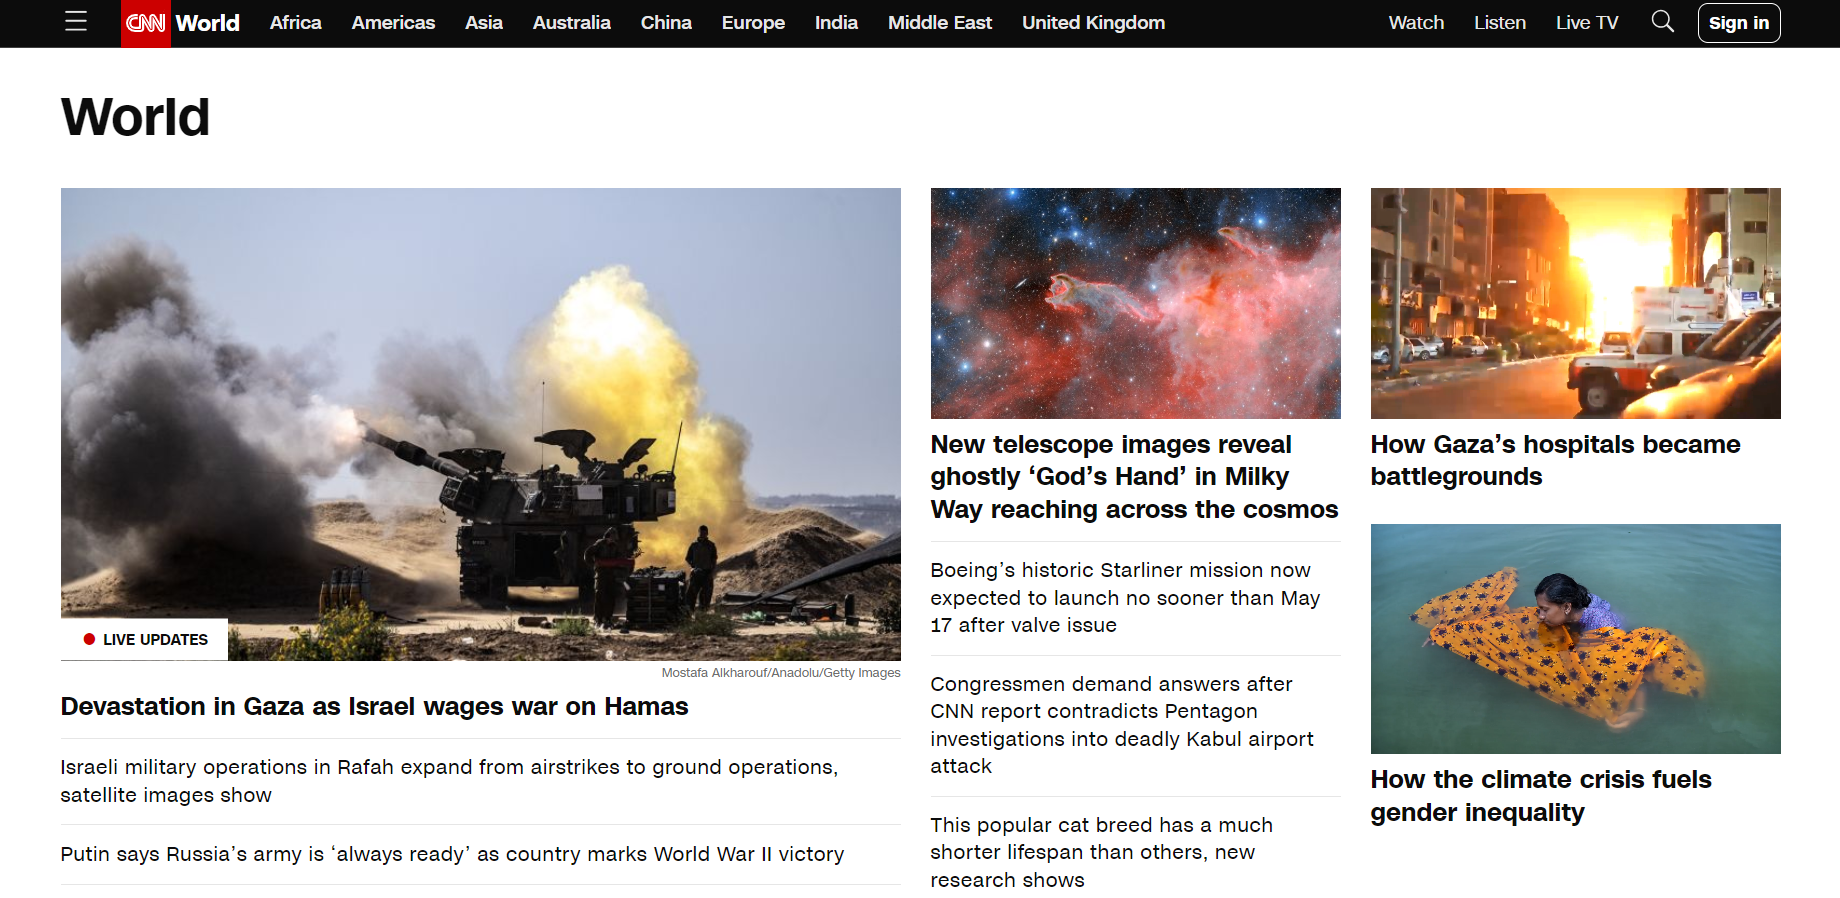 CNN World Africa Americas Asia Australia China Europe India Middle East United Kingdom Watch Listen Live TV Sign in
World
LIVE UPDATES
Mostafa Alkharouf/Anadolu/Getty Images
Devastation in Gaza as Israel wages war on Hamas
Israeli military operations in Rafah expand from airstrikes to ground operations,
satellite images show
Putin says Russia’s army is ‘always ready’ as country marks World War II victory
New telescope images reveal
ghostly ‘God’s Hand’ in Milky
Way reaching across the cosmos
Boeing’s historic Starliner mission now
expected to launch no sooner than May
17 after valve issue
Congressmen demand answers after
CNN report contradicts Pentagon
investigations into deadly Kabul airport
attack
This popular cat breed has a much
shorter lifespan than others, new
research shows
How Gaza’s hospitals became
battlegrounds
How the climate crisis fuels
gender inequality